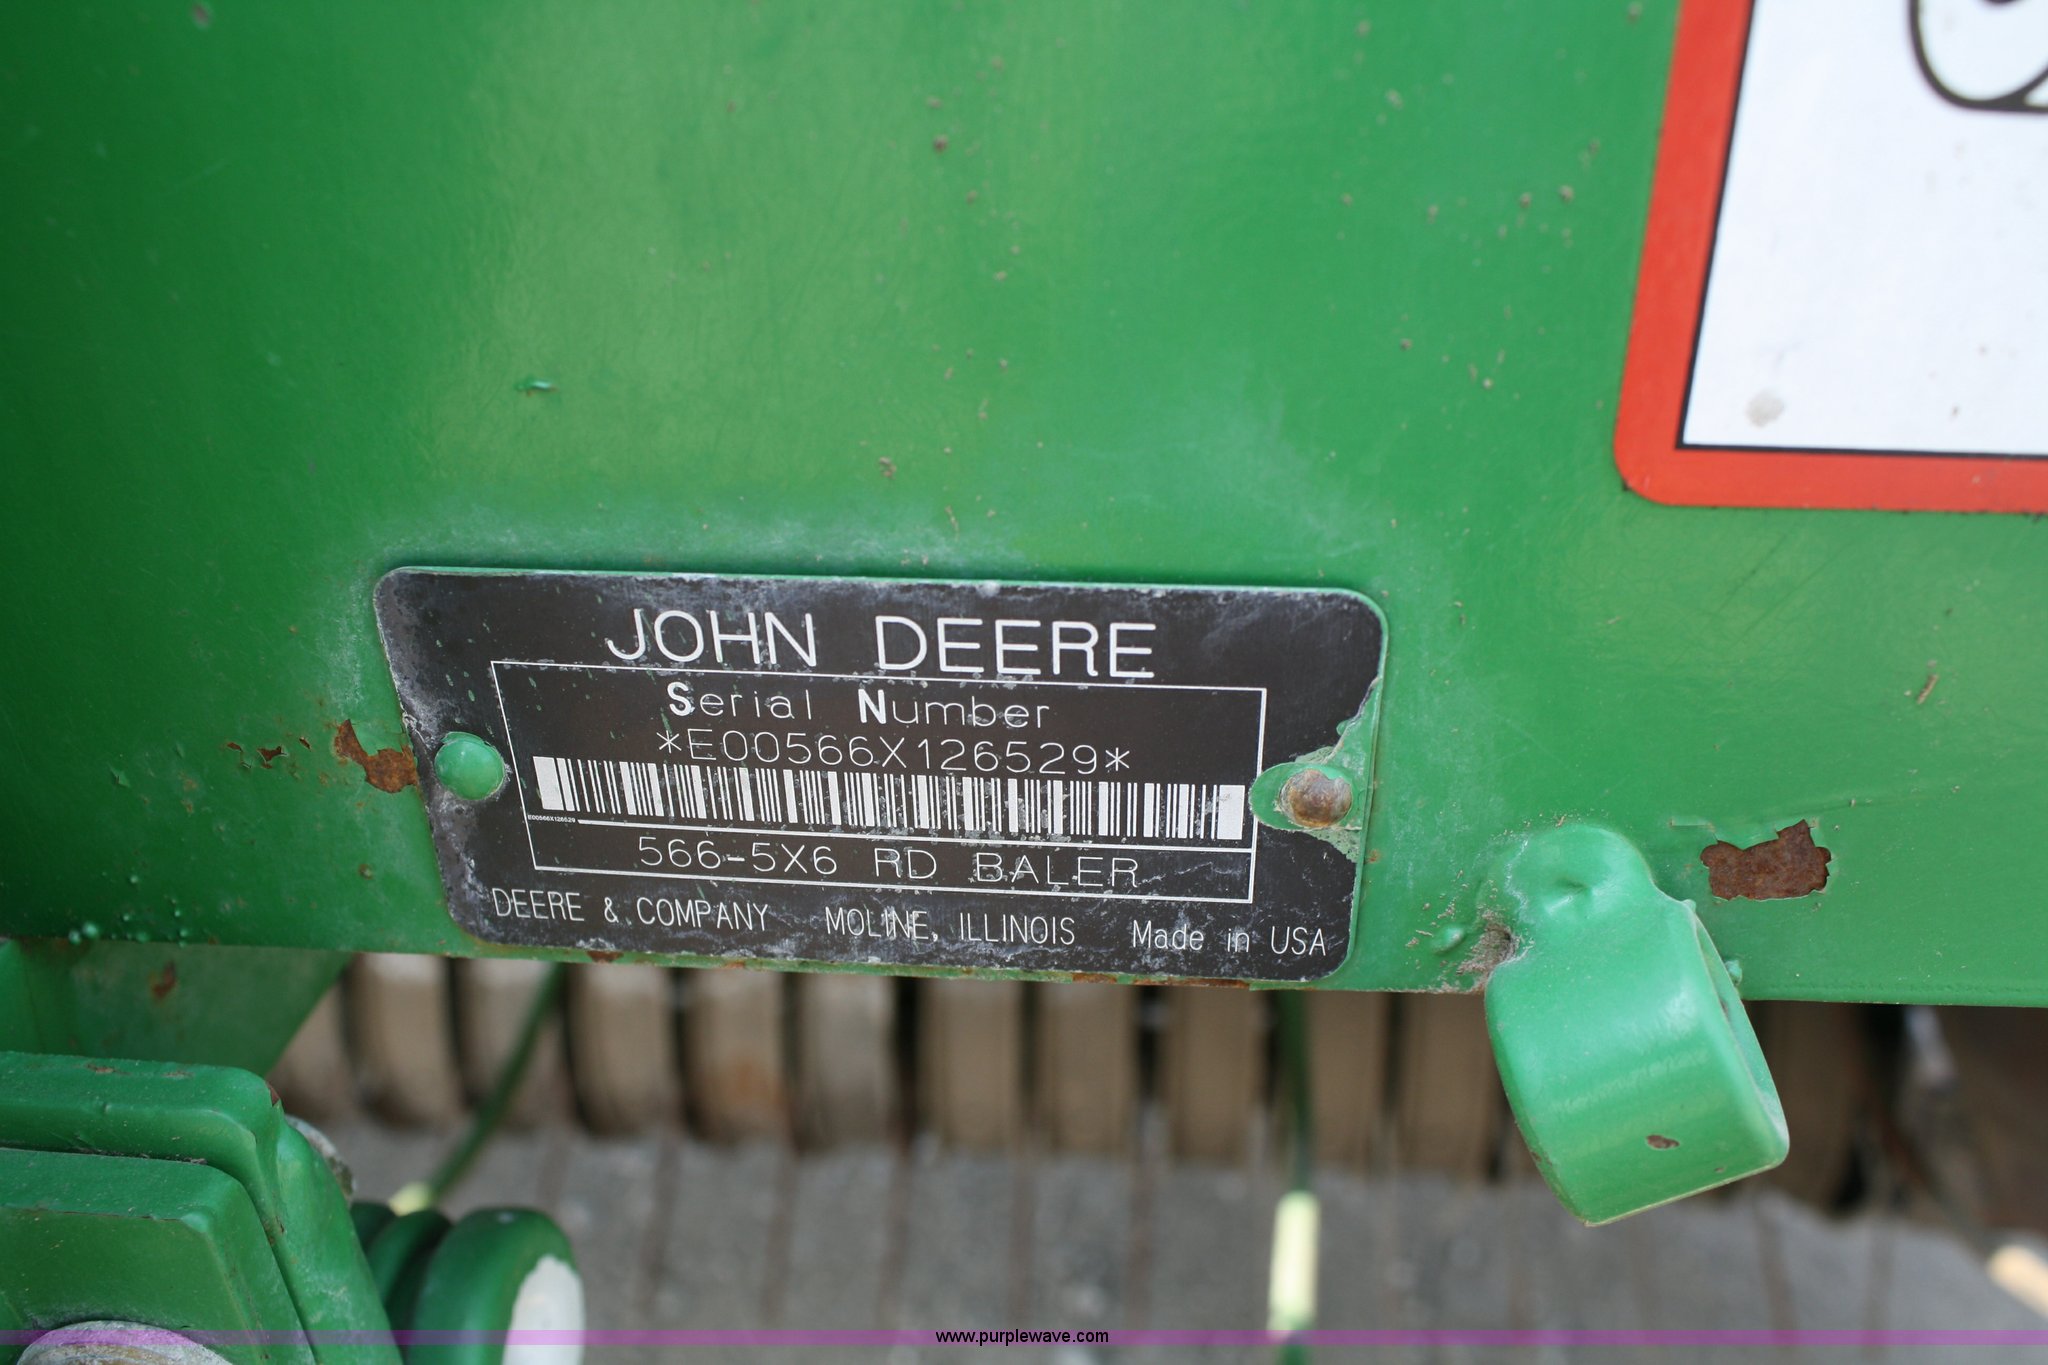 JOHN DEERE
Serial Number
*E00566X126529*
E00566X126529
566-5X6 RD BALER
DEERE & COMPANY MOLINE, ILLINOIS Made in USA
www.purplewave.com